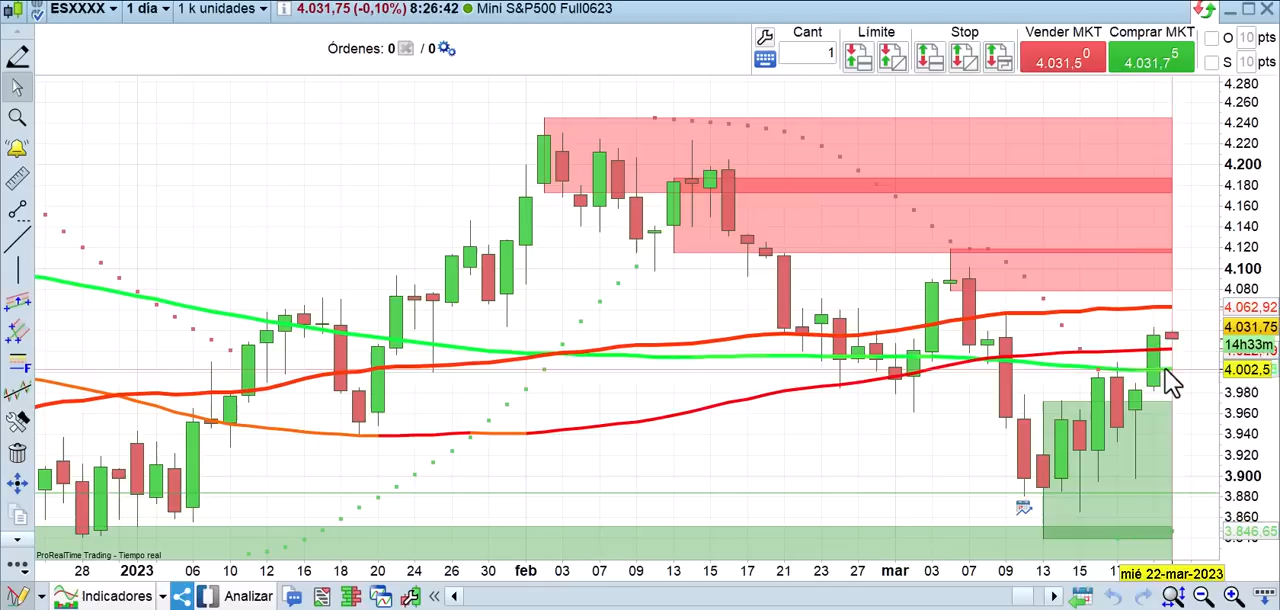 ESXXXX 1 día 1 k unidades 4.031,75 (-0,10%) 8:26:42 Mini S&P500 Full0623
Órdenes: 0 / 0
Cant Límite Stop Vender MKT Comprar MKT
1 4.031,5 0 4.031,7 5
O 10 pts
S 10 pts
4.280
4.260
4.240
4.220
4.200
4.180
4.160
4.140
4.120
4.100
4.080
4.062,92
4.031,75
14h33m
4.002,5
3.980
3.960
3.940
3.920
3.900
3.880
3.860
3.846,65
ProRealTime Trading - Tiempo real
28 2023 06 10 12 16 18 20 24 26 30 feb 03 07 09 13 15 17 21 23 27 mar 03 07 09 13 15 mié 22-mar-2023
Indicadores Analizar